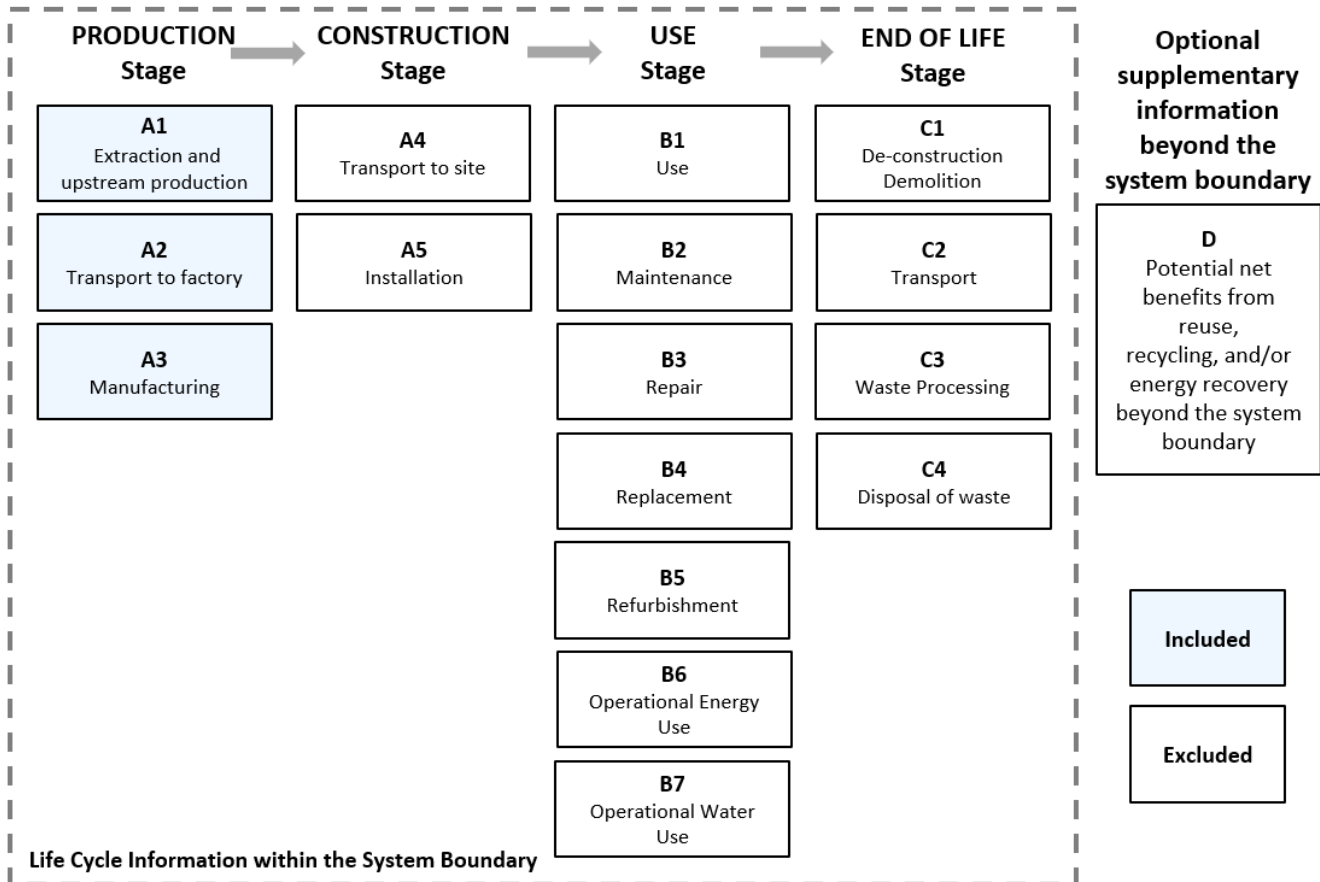 PRODUCTION
Stage
CONSTRUCTION
Stage
USE
Stage
END OF LIFE
Stage
A1
Extraction and
upstream production
A2
Transport to factory
A3
Manufacturing
A4
Transport to site
A5
Installation
B1
Use
B2
Maintenance
B3
Repair
B4
Replacement
B5
Refurbishment
B6
Operational Energy
Use
B7
Operational Water
Use
C1
De-construction
Demolition
C2
Transport
C3
Waste Processing
C4
Disposal of waste
Life Cycle Information within the System Boundary
Optional
supplementary
information
beyond the
system boundary
D
Potential net
benefits from
reuse,
recycling, and/or
energy recovery
beyond the system
boundary
Included
Excluded